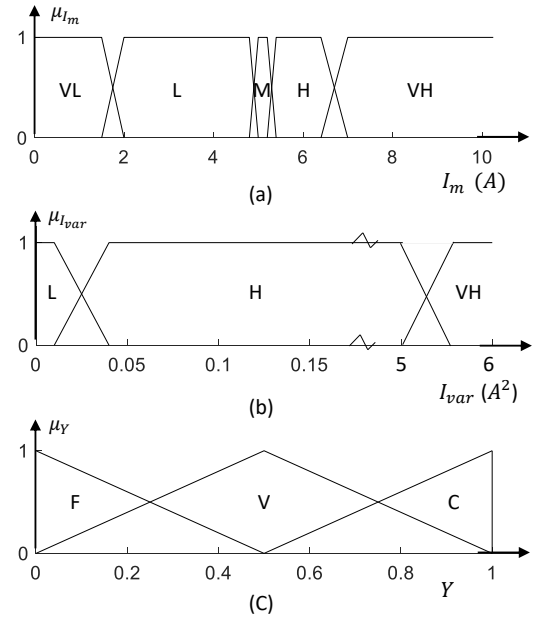 μ_{I_m}
1
VL L M H VH
0
0 2 4 6 8 10
I_m (A)
(a)
μ_{I_{var}}
1
L H VH
0
0 0.05 0.1 0.15 5 6
I_{var} (A^2)
(b)
μ_Y
1
F V C
0
0 0.2 0.4 0.6 0.8 1
Y
(C)